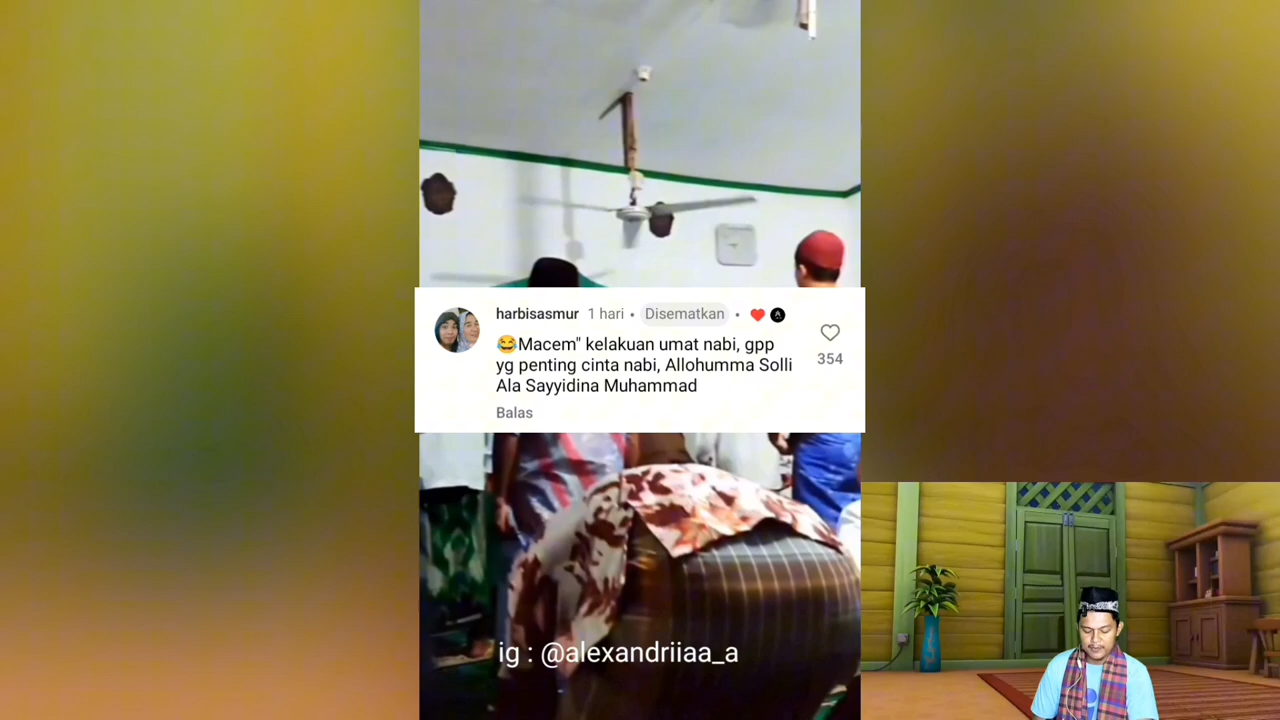 harbisasmur 1 hari • Disematkan •
😂Macem" kelakuan umat nabi, gpp
yg penting cinta nabi, Allohumma Solli
Ala Sayyidina Muhammad
354
Balas
ig : @alexandriiaa_a